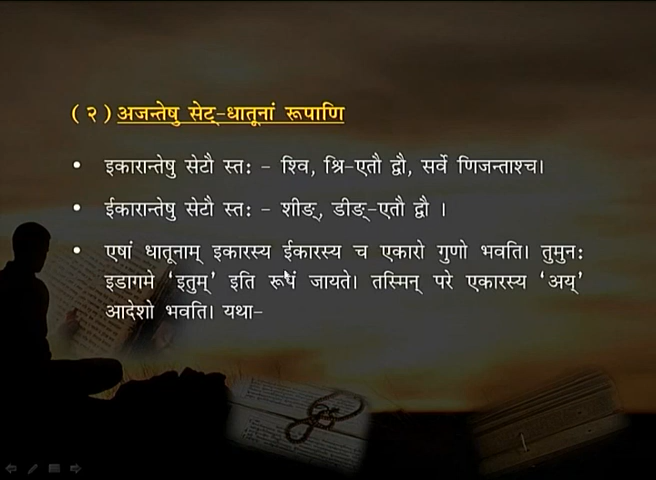 (२) अजन्तेषु सेट्-धातूनां रूपाणि
• इकारान्तेषु सेटौ स्तः - श्वि, श्रि-एतौ द्वौ, सर्वे णिजन्ताश्च।
• ईकारान्तेषु सेटौ स्तः - शीङ्, डीङ्-एतौ द्वौ ।
• एषां धातूनाम् इकारस्य ईकारस्य च एकारो गुणो भवति। तुमुनः
इडागमे ‘इतुम्’ इति रूपं जायते। तस्मिन् परे एकारस्य ‘अय्’
आदेशो भवति। यथा-